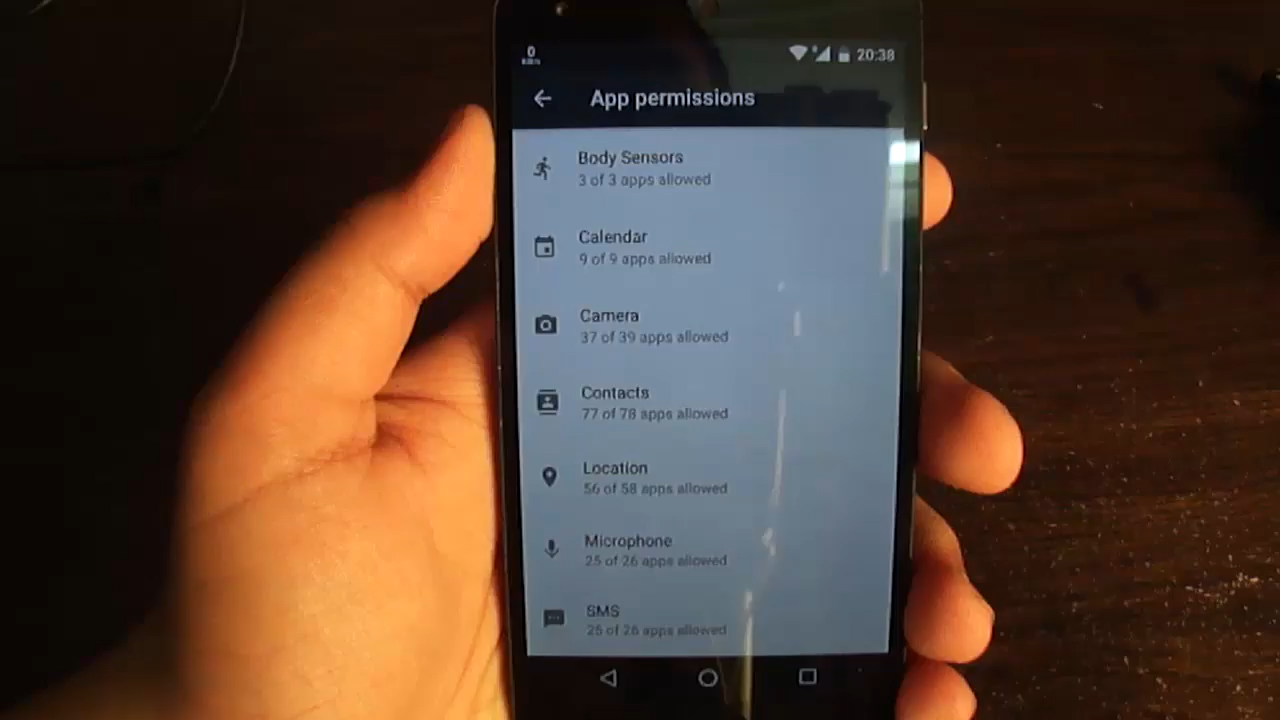 0
20:38
App permissions
Body Sensors
3 of 3 apps allowed
Calendar
9 of 9 apps allowed
Camera
37 of 39 apps allowed
Contacts
77 of 78 apps allowed
Location
56 of 58 apps allowed
Microphone
25 of 26 apps allowed
SMS
26 apps allowed